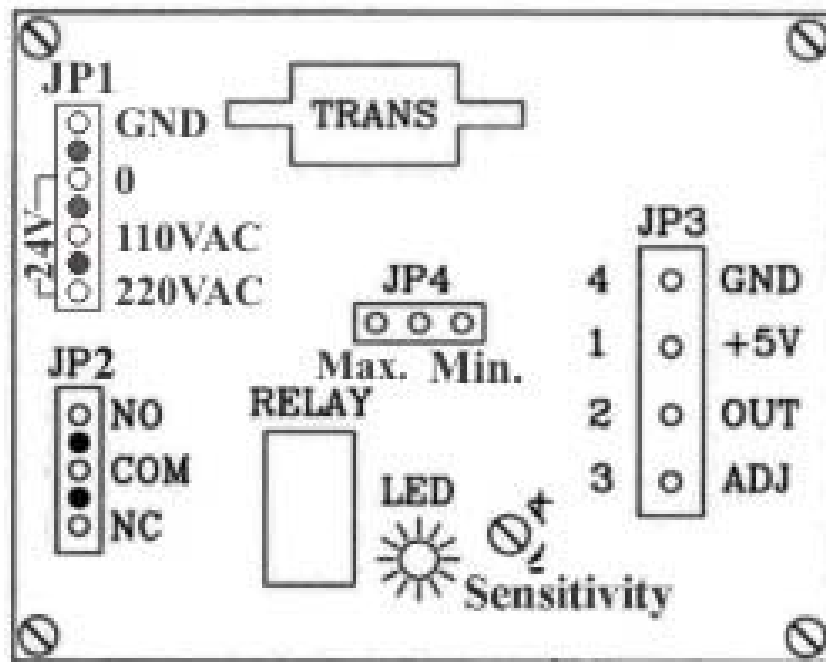 JP1
GND
0
110VAC
220VAC
24V
TRANS
JP4
Max. Min.
JP3
4 GND
1 +5V
2 OUT
3 ADJ
JP2
NO
COM
NC
RELAY
LED
Sensitivity